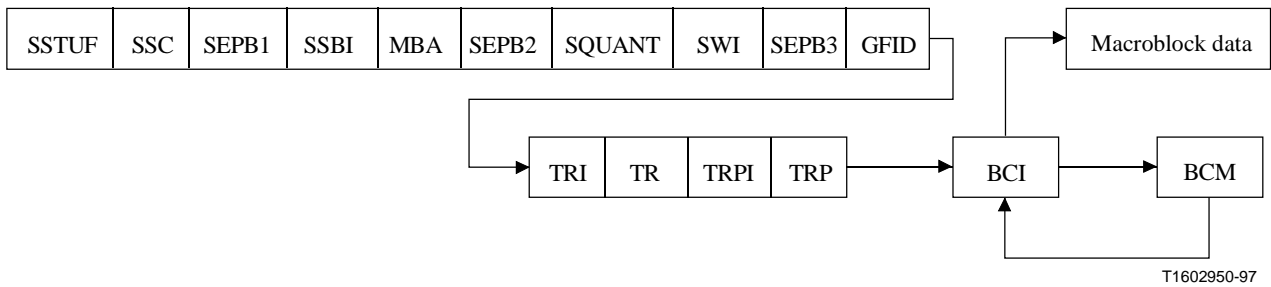 SSTUF SSC SEPB1 SSBI MBA SEPB2 SQUANT SWI SEPB3 GFID Macroblock data
TRI TR TRPI TRP BCI BCM
T1602950-97